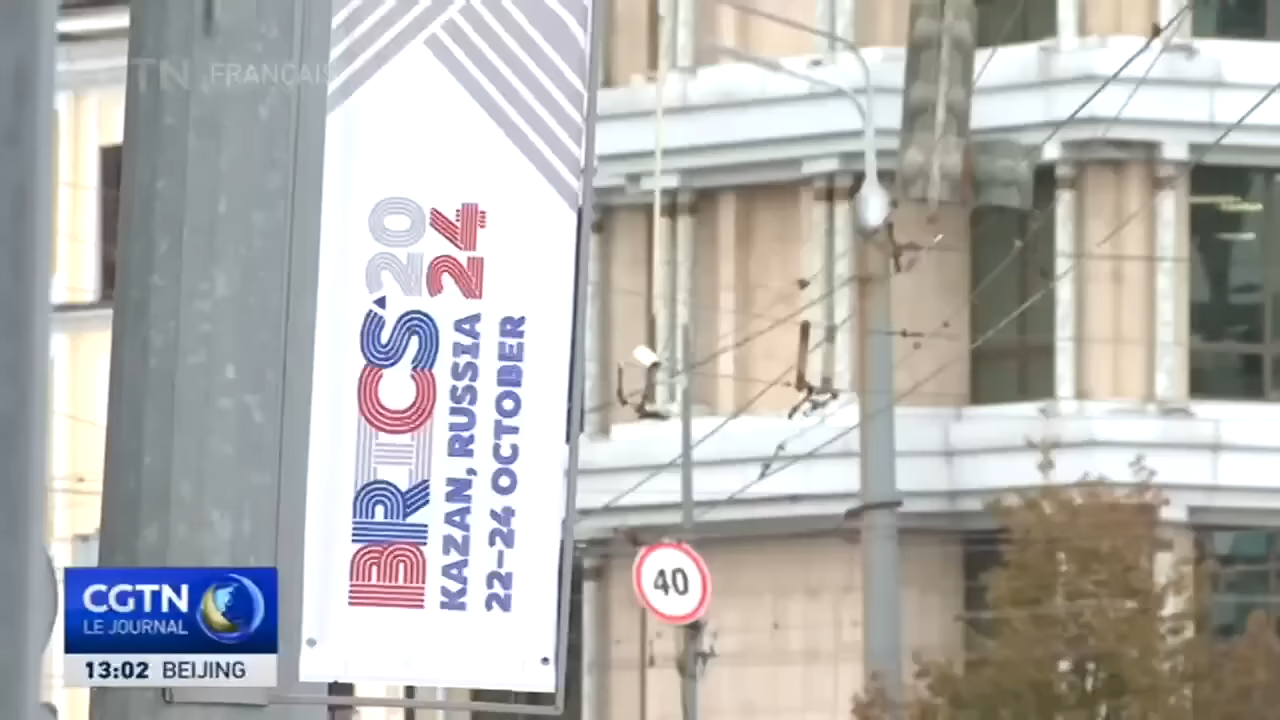 CGTN FRANÇAIS
BRICS 2024
KAZAN, RUSSIA
22–24 OCTOBER
40
CGTN
LE JOURNAL
13:02 BEIJING